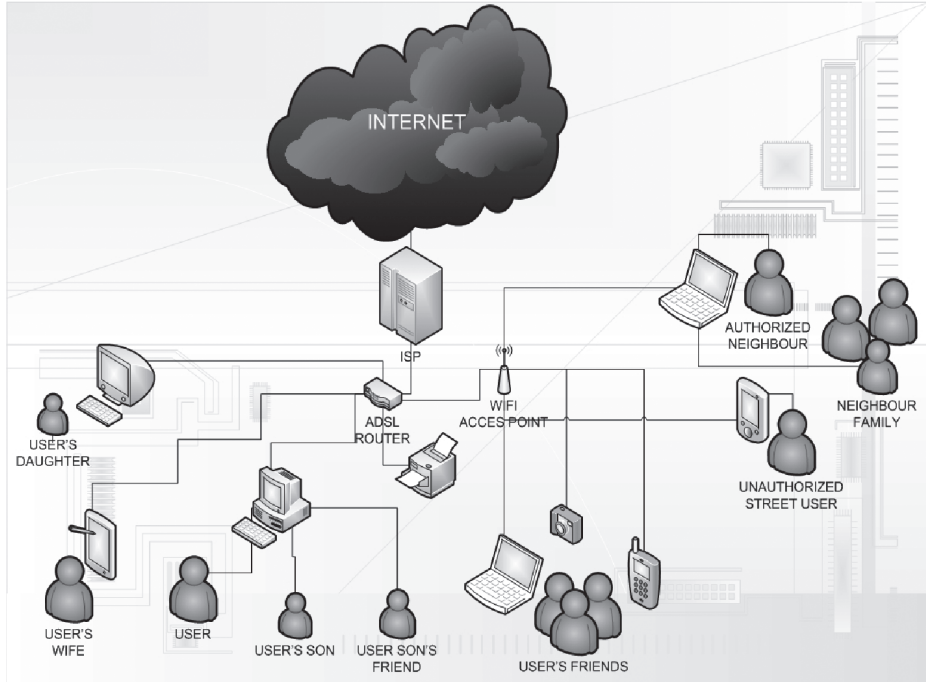 INTERNET
ISP
AUTHORIZED
NEIGHBOUR
NEIGHBOUR
FAMILY
ADSL
ROUTER
WIFI
ACCES POINT
USER'S
DAUGHTER
UNAUTHORIZED
STREET USER
USER'S
WIFE
USER
USER'S SON
USER SON'S
FRIEND
USER'S FRIENDS